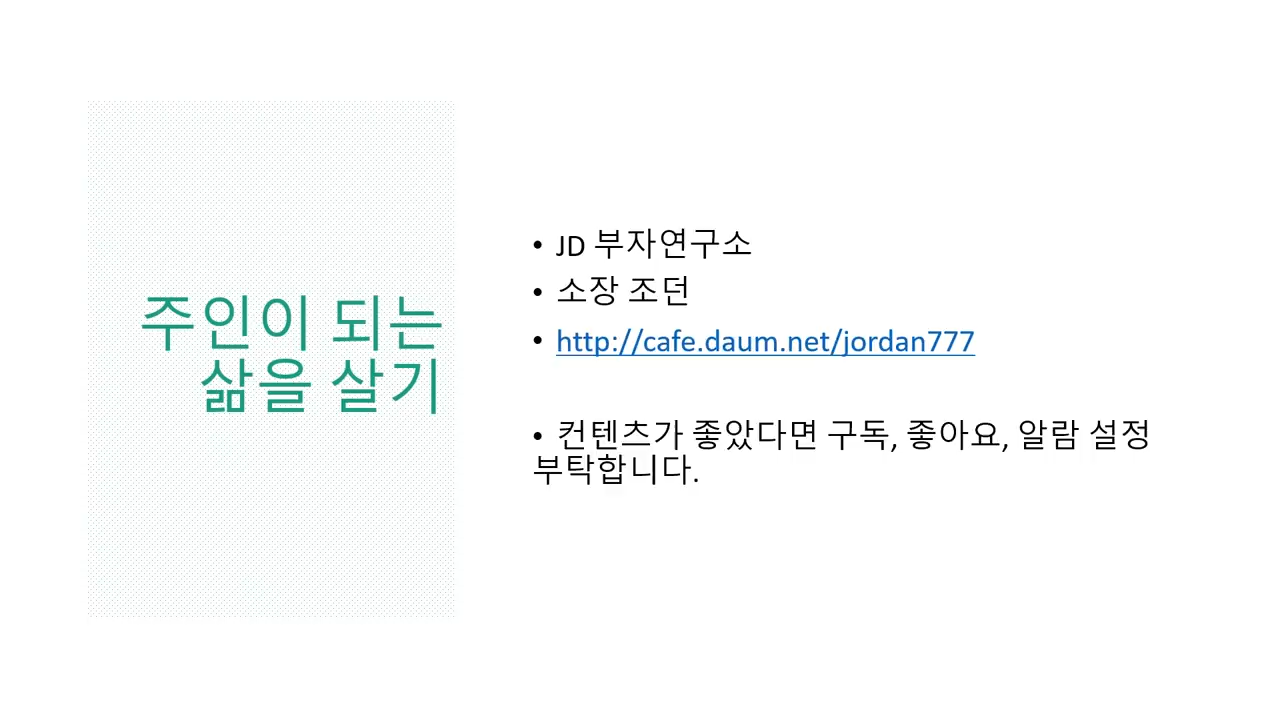 주인이 되는
삶을 살기
• JD 부자연구소
• 소장 조던
• http://cafe.daum.net/jordan777
• 컨텐츠가 좋았다면 구독, 좋아요, 알람 설정
부탁합니다.